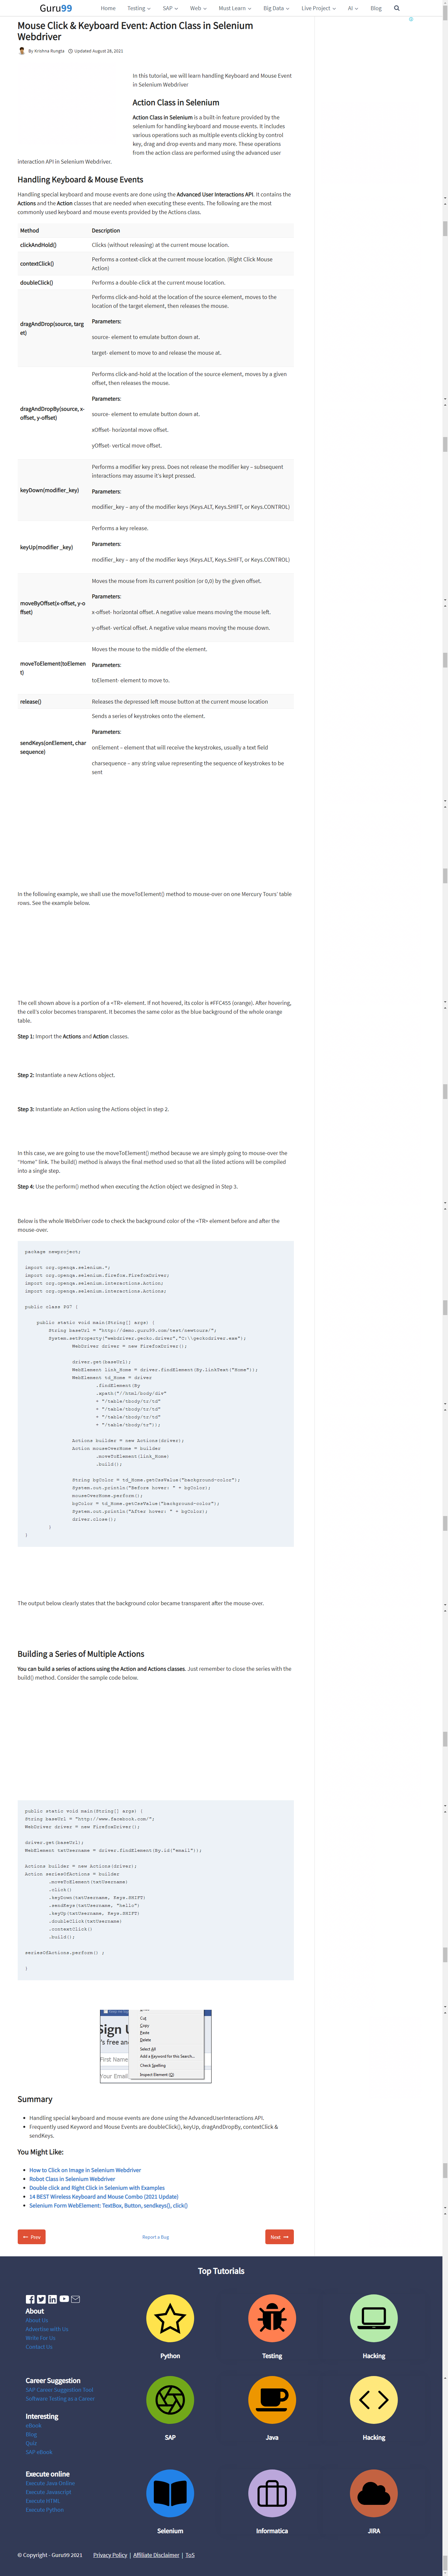 Guru99
Home Testing SAP Web Must Learn Big Data Live Project AI Blog
Mouse Click & Keyboard Event: Action Class in Selenium
Webdriver
By Krishna Rungta Updated August 28, 2021
In this tutorial, we will learn handling Keyboard and Mouse Event
in Selenium Webdriver
Action Class in Selenium
Action Class in Selenium is a built-in feature provided by the
selenium for handling keyboard and mouse events. It includes
various operations such as multiple events clicking by control
key, drag and drop events and many more. These operations
from the action class are performed using the advanced user
interaction API in Selenium Webdriver.
Handling Keyboard & Mouse Events
Handling special keyboard and mouse events are done using the Advanced User Interactions API. It contains the
Actions and the Action classes that are needed when executing these events. The following are the most
commonly used keyboard and mouse events provided by the Actions class.
Method Description
clickAndHold() Clicks (without releasing) at the current mouse location.
contextClick() Performs a context-click at the current mouse location. (Right Click Mouse
Action)
doubleClick() Performs a double-click at the current mouse location.
dragAndDrop(source, targ
et)
Performs click-and-hold at the location of the source element, moves to the
location of the target element, then releases the mouse.
Parameters:
source- element to emulate button down at.
target- element to move to and release the mouse at.
dragAndDropBy(source, x-
offset, y-offset)
Performs click-and-hold at the location of the source element, moves by a given
offset, then releases the mouse.
Parameters:
source- element to emulate button down at.
xOffset- horizontal move offset.
yOffset- vertical move offset.
keyDown(modifier_key)
Performs a modifier key press. Does not release the modifier key – subsequent
interactions may assume it's kept pressed.
Parameters:
modifier_key – any of the modifier keys (Keys.ALT, Keys.SHIFT, or Keys.CONTROL)
keyUp(modifier _key)
Performs a key release.
Parameters:
modifier_key – any of the modifier keys (Keys.ALT, Keys.SHIFT, or Keys.CONTROL)
moveByOffset(x-offset, y-o
ffset)
Moves the mouse from its current position (or 0,0) by the given offset.
Parameters:
x-offset- horizontal offset. A negative value means moving the mouse left.
y-offset- vertical offset. A negative value means moving the mouse down.
moveToElement(toElemen
t)
Moves the mouse to the middle of the element.
Parameters:
toElement- element to move to.
release() Releases the depressed left mouse button at the current mouse location
sendKeys(onElement, char
sequence)
Sends a series of keystrokes onto the element.
Parameters:
onElement – element that will receive the keystrokes, usually a text field
charsequence – any string value representing the sequence of keystrokes to be
sent
In the following example, we shall use the moveToElement() method to mouse-over on one Mercury Tours' table
rows. See the example below.
The cell shown above is a portion of a <TR> element. If not hovered, its color is #FFC455 (orange). After hovering,
the cell's color becomes transparent. It becomes the same color as the blue background of the whole orange
table.
Step 1: Import the Actions and Action classes.
Step 2: Instantiate a new Actions object.
Step 3: Instantiate an Action using the Actions object in step 2.
In this case, we are going to use the moveToElement() method because we are simply going to mouse-over the
"Home" link. The build() method is always the final method used so that all the listed actions will be compiled
into a single step.
Step 4: Use the perform() method when executing the Action object we designed in Step 3.
Below is the whole WebDriver code to check the background color of the <TR> element before and after the
mouse-over.
package newproject;
import org.openqa.selenium.*;
import org.openqa.selenium.firefox.FirefoxDriver;
import org.openqa.selenium.interactions.Action;
import org.openqa.selenium.interactions.Actions;
public class PG7 {
public static void main(String[] args) {
String baseUrl = "http://demo.guru99.com/test/newtours/";
System.setProperty("webdriver.gecko.driver","C:\\geckodriver.exe");
WebDriver driver = new FirefoxDriver();
driver.get(baseUrl);
WebElement link_Home = driver.findElement(By.linkText("Home"));
WebElement td_Home = driver
.findElement(By
.xpath("//html/body/div"
+ "/table/tbody/tr/td"
+ "/table/tbody/tr/td"
+ "/table/tbody/tr/td"
+ "/table/tbody/tr"));
Actions builder = new Actions(driver);
Action mouseOverHome = builder
.moveToElement(link_Home)
.build();
String bgColor = td_Home.getCssValue("background-color");
System.out.println("Before hover: " + bgColor);
mouseOverHome.perform();
bgColor = td_Home.getCssValue("background-color");
System.out.println("After hover: " + bgColor);
driver.close();
}
}
The output below clearly states that the background color became transparent after the mouse-over.
Building a Series of Multiple Actions
You can build a series of actions using the Action and Actions classes. Just remember to close the series with the
build() method. Consider the sample code below.
public static void main(String[] args) {
String baseUrl = "http://www.facebook.com/";
WebDriver driver = new FirefoxDriver();
driver.get(baseUrl);
WebElement txtUsername = driver.findElement(By.id("email"));
Actions builder = new Actions(driver);
Action seriesOfActions = builder
.moveToElement(txtUsername)
.click()
.keyDown(txtUsername, Keys.SHIFT)
.sendKeys(txtUsername, "hello")
.keyUp(txtUsername, Keys.SHIFT)
.doubleClick(txtUsername)
.contextClick()
.build();
seriesOfActions.perform() ;
}
Sign U
's free and
First Name
Your Email
Cut
Copy
Paste
Delete
Select All
Add a Keyword for this Search...
Check Spelling
Inspect Element (Q)
Summary
Handling special keyboard and mouse events are done using the AdvancedUserInteractions API.
Frequently used Keyword and Mouse Events are doubleClick(), keyUp, dragAndDropBy, contextClick &
sendKeys.
You Might Like:
How to Click on Image in Selenium Webdriver
Robot Class in Selenium Webdriver
Double click and Right Click in Selenium with Examples
14 BEST Wireless Keyboard and Mouse Combo (2021 Update)
Selenium Form WebElement: TextBox, Button, sendkeys(), click()
Prev Report a Bug Next
Top Tutorials
About
About Us
Advertise with Us
Write For Us
Contact Us
Python Testing Hacking
Career Suggestion
SAP Career Suggestion Tool
Software Testing as a Career
Interesting
eBook
Blog
Quiz
SAP eBook
SAP Java Hacking
Execute online
Execute Java Online
Execute Javascript
Execute HTML
Execute Python
Selenium Informatica JIRA
© Copyright - Guru99 2021 Privacy Policy | Affiliate Disclaimer | ToS